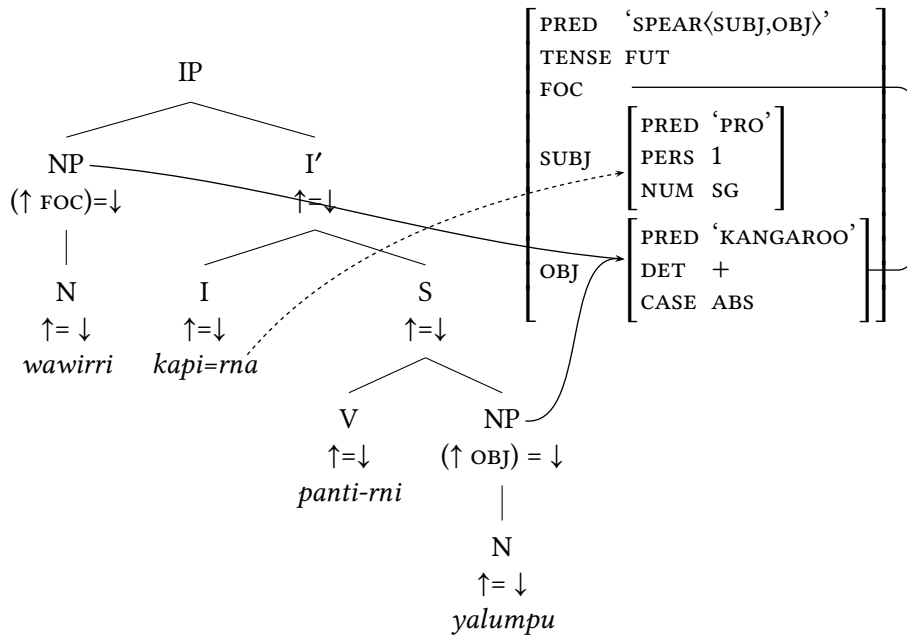 IP
NP I′
(↑ FOC)=↓ ↑=↓
N I S
↑= ↓ ↑=↓ ↑=↓
wawirri kapi=rna
V NP
↑=↓ (↑ OBJ) = ↓
panti-rni
N
↑= ↓
yalumpu
PRED ‘SPEAR⟨SUBJ,OBJ⟩’
TENSE FUT
FOC
SUBJ
PRED ‘PRO’
PERS 1
NUM SG
OBJ
PRED ‘KANGAROO’
DET +
CASE ABS